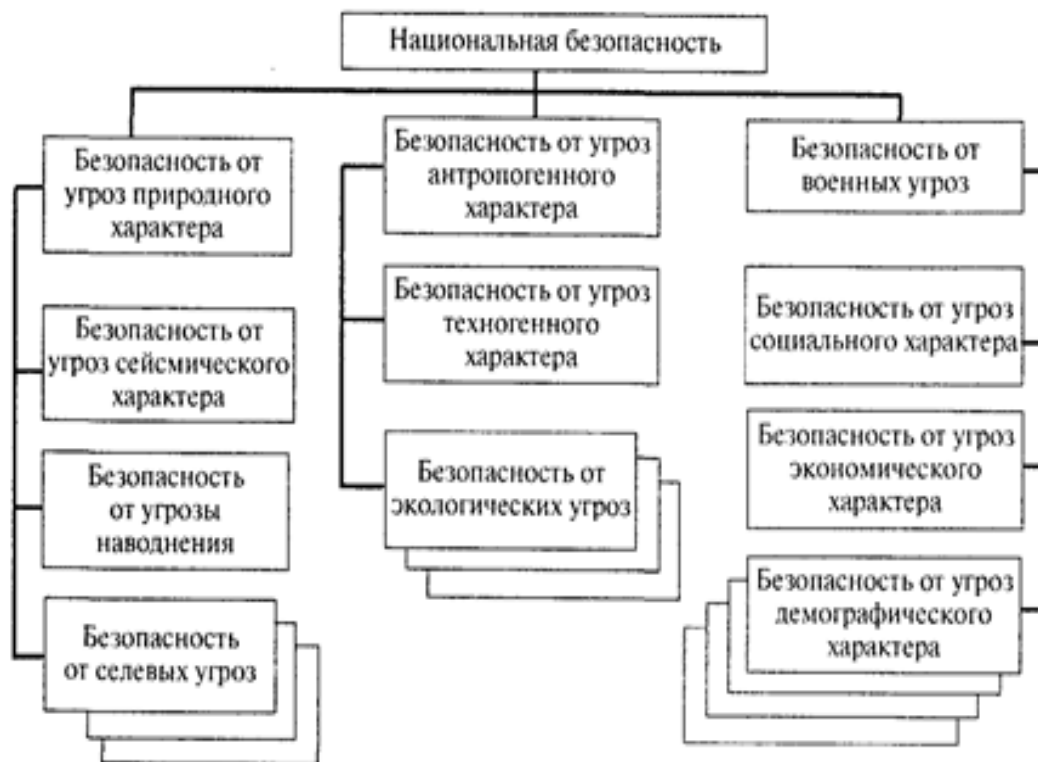 Национальная безопасность
Безопасность от
угроз природного
характера
Безопасность от
угроз сейсмического
характера
Безопасность
от угрозы
наводнения
Безопасность
от селевых угроз
Безопасность от угроз
антропогенного
характера
Безопасность от угроз
техногенного
характера
Безопасность от
экологических угроз
Безопасность от
военных угроз
Безопасность от угроз
социального характера
Безопасность от угроз
экономического
характера
Безопасность от угроз
демографического
характера